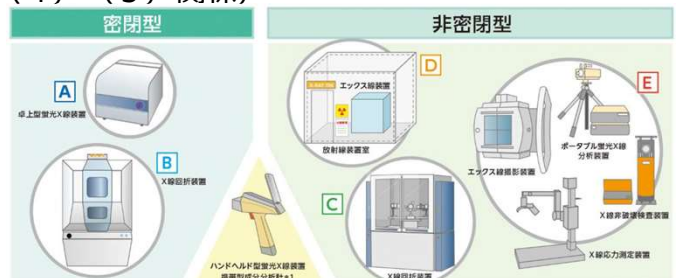 密閉型
非密閉型
A
卓上型蛍光X線装置
B
X線回折装置
ハンドヘルド型蛍光X線装置
D
エックス線装置
放射線装置室
C
X線回折装置
E
ポータブル蛍光X線
分析装置
エックス線撮影装置
X線非破壊検査装置
X線応力測定装置